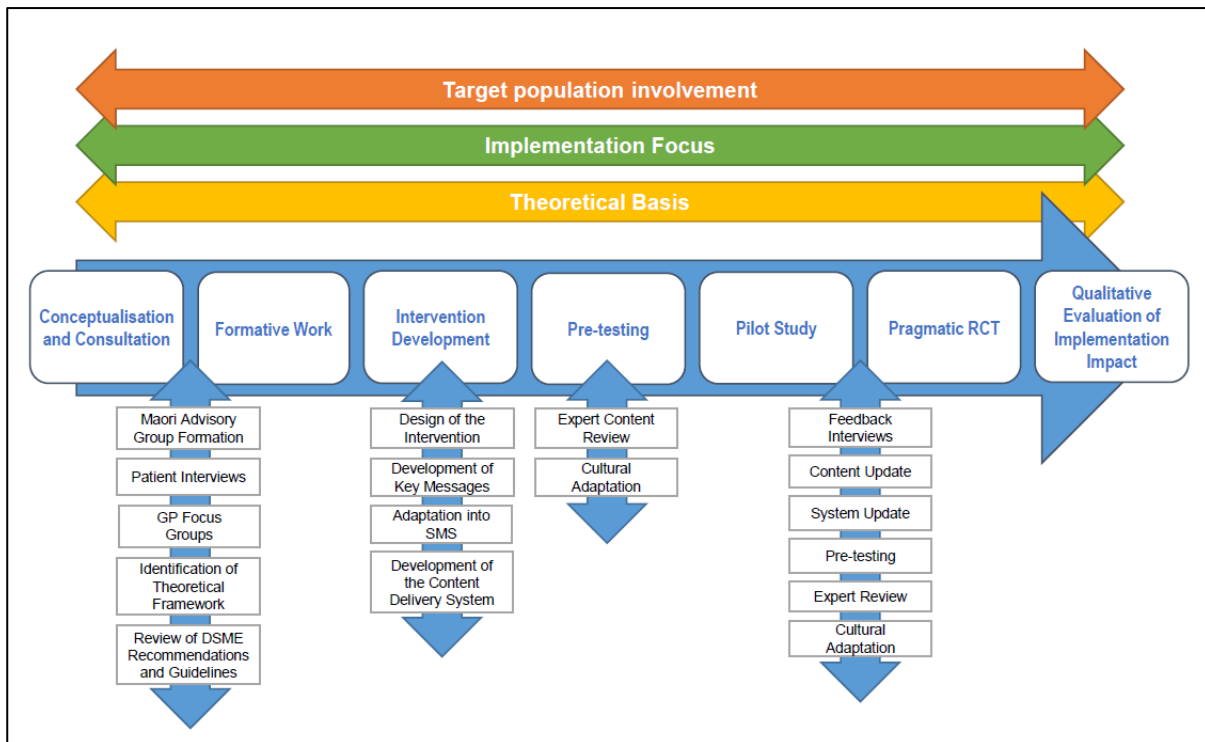 Target population involvement
Implementation Focus
Theoretical Basis
Conceptualisation
and Consultation
Formative Work
Intervention
Development
Pre-testing
Pilot Study
Pragmatic RCT
Qualitative
Evaluation of
Implementation
Impact
Maori Advisory
Group Formation
Patient Interviews
GP Focus
Groups
Identification of
Theoretical
Framework
Review of DSME
Recommendations
and Guidelines
Design of the
Intervention
Development of
Key Messages
Adaptation into
SMS
Development of
the Content
Delivery System
Expert Content
Review
Cultural
Adaptation
Feedback
Interviews
Content Update
System Update
Pre-testing
Expert Review
Cultural
Adaptation